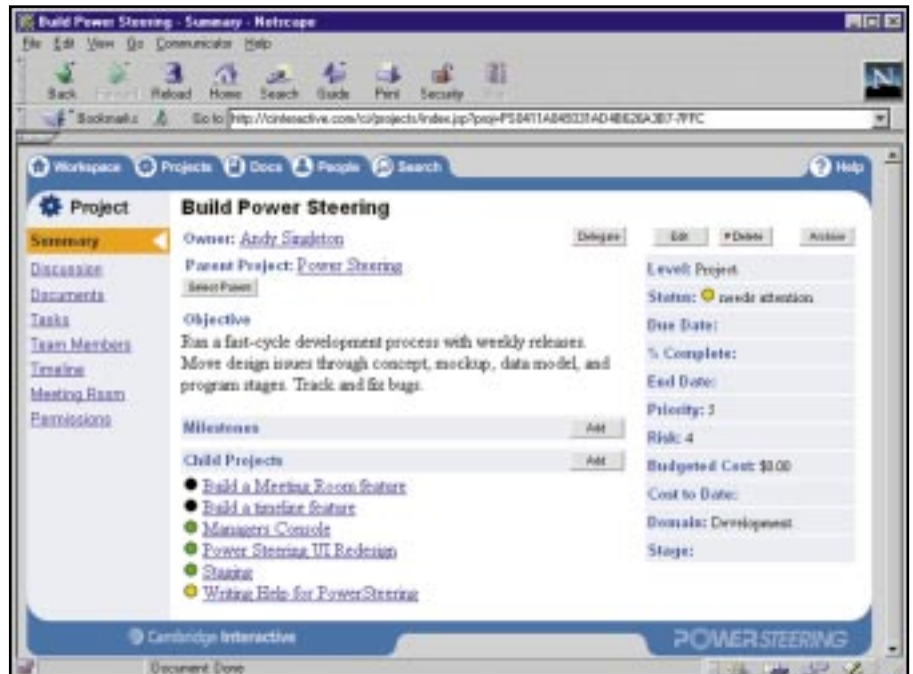 Build Power Steering - Summary - Netscape
File Edit View Go Communicator Help
Back Reload Home Search Guide Print Security
Bookmarks Go to
Workspace Projects Docs People Search Help
Project
Summary
Discussion
Documents
Tasks
Team Members
Timeline
Meeting Room
Permissions
Build Power Steering
Owner: Andy Singleton Delegate
Parent Project: Power Steering
Select Parent
Objective
Run a fast-cycle development process with weekly releases.
Move design issues through concept, mockup, data model, and
program stages. Track and fix bugs.
Milestones Add
Child Projects Add
Build a Meeting Room feature
Build a timeline feature
Managers Console
Power Steering UI Redesign
Staging
Writing Help for PowerSteering
Edit Delete Archive
Level: Project
Status: needs attention
Due Date:
% Complete:
End Date:
Priority: 3
Risk: 4
Budgeted Cost: $0.00
Cost to Date:
Domain: Development
Stage:
Cambridge Interactive POWERSTEERING
Document: Done